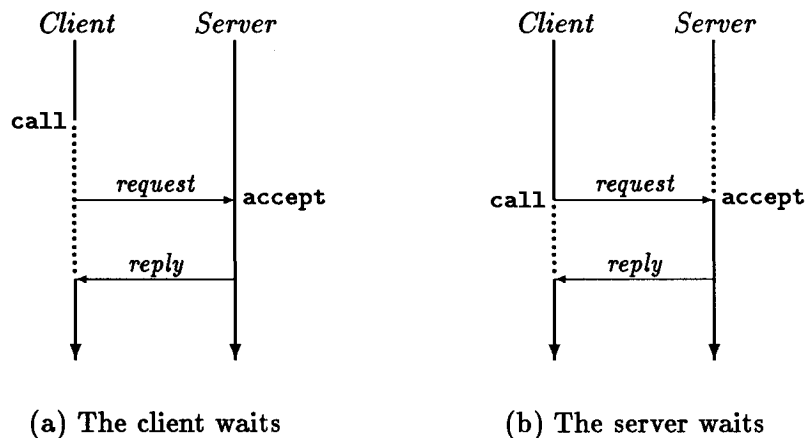 Client Server Client Server
call
request accept
call request accept
reply reply
(a) The client waits (b) The server waits